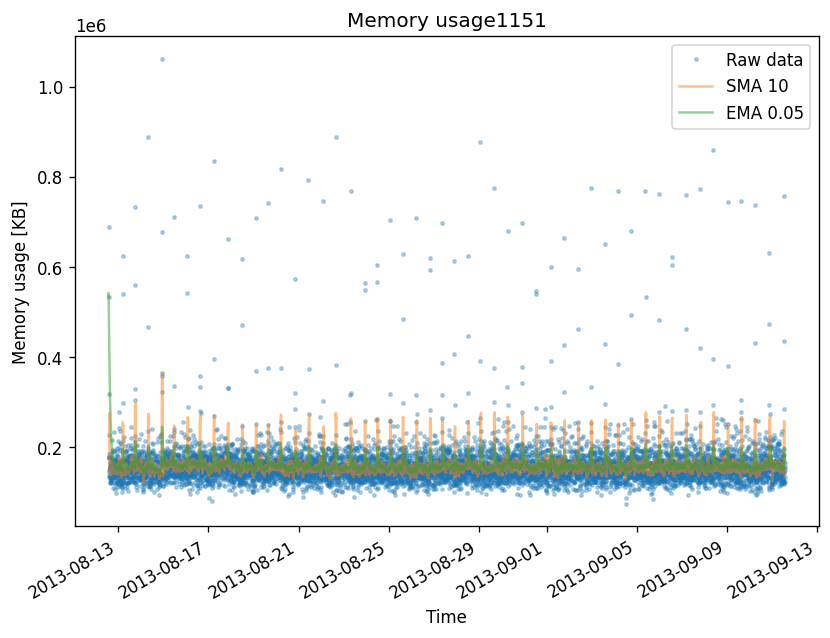 Memory usage1151
1e6
Raw data
SMA 10
EMA 0.05
1.0
0.8
0.6
0.4
0.2
Memory usage [KB]
2013-08-13
2013-08-17
2013-08-21
2013-08-25
2013-08-29
2013-09-01
2013-09-05
2013-09-09
2013-09-13
Time